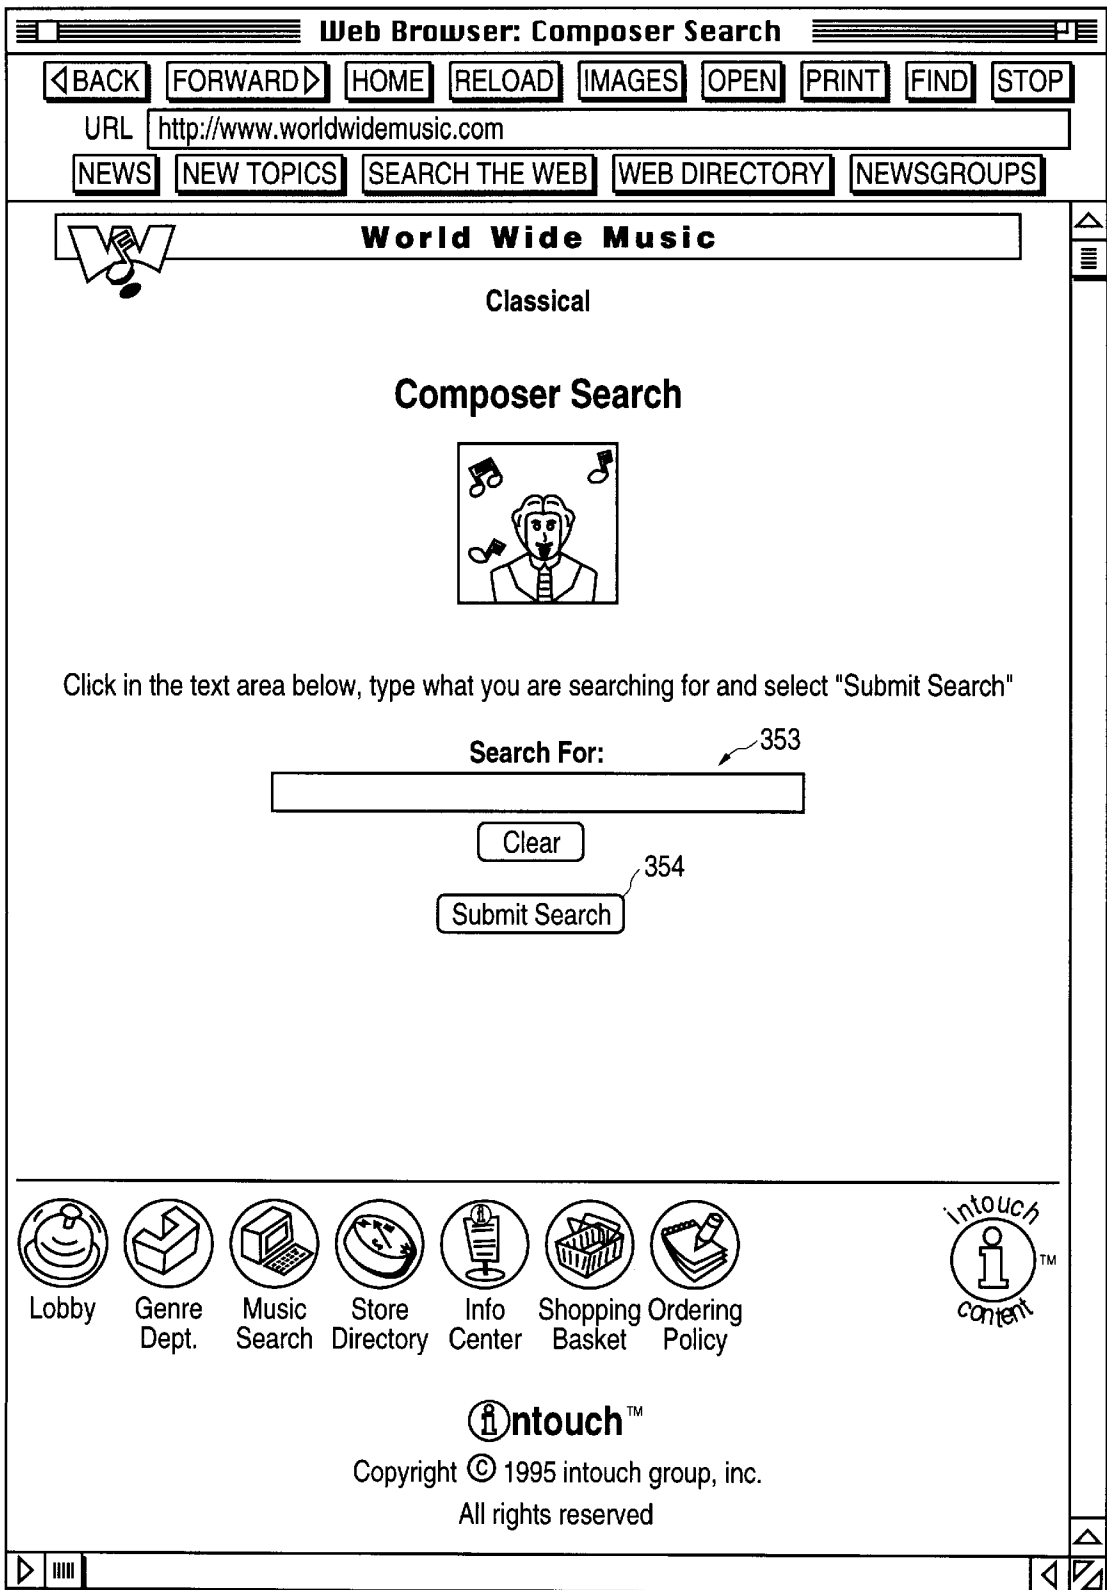 Web Browser: Composer Search
BACK FORWARD HOME RELOAD IMAGES OPEN PRINT FIND STOP
URL http://www.worldwidemusic.com
NEWS NEW TOPICS SEARCH THE WEB WEB DIRECTORY NEWSGROUPS
World Wide Music
Classical
Composer Search
Click in the text area below, type what you are searching for and select "Submit Search"
Search For:
353
Clear
354
Submit Search
Lobby
Genre Dept.
Music Search
Store Directory
Info Center
Shopping Basket
Ordering Policy
intouch
i ™
content
intouch™
Copyright © 1995 intouch group, inc.
All rights reserved